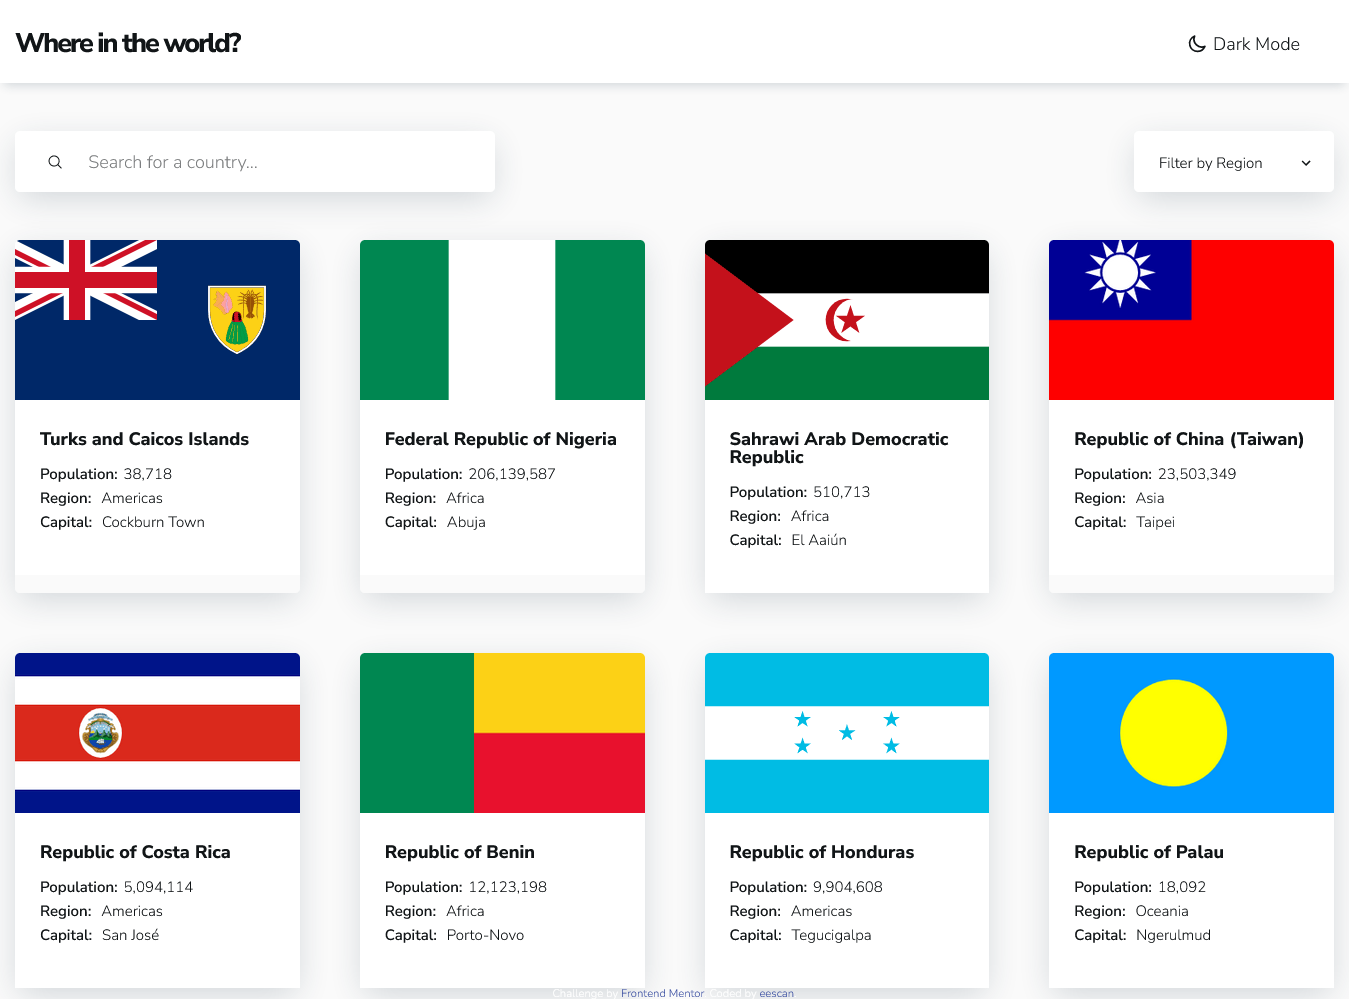 Where in the world?
Dark Mode
Search for a country...
Filter by Region
Turks and Caicos Islands
Population: 38,718
Region: Americas
Capital: Cockburn Town
Federal Republic of Nigeria
Population: 206,139,587
Region: Africa
Capital: Abuja
Sahrawi Arab Democratic
Republic
Population: 510,713
Region: Africa
Capital: El Aaiún
Republic of China (Taiwan)
Population: 23,503,349
Region: Asia
Capital: Taipei
Republic of Costa Rica
Population: 5,094,114
Region: Americas
Capital: San José
Republic of Benin
Population: 12,123,198
Region: Africa
Capital: Porto-Novo
Republic of Honduras
Population: 9,904,608
Region: Americas
Capital: Tegucigalpa
Republic of Palau
Population: 18,092
Region: Oceania
Capital: Ngerulmud
Challenge by Frontend Mentor. Coded by eescan